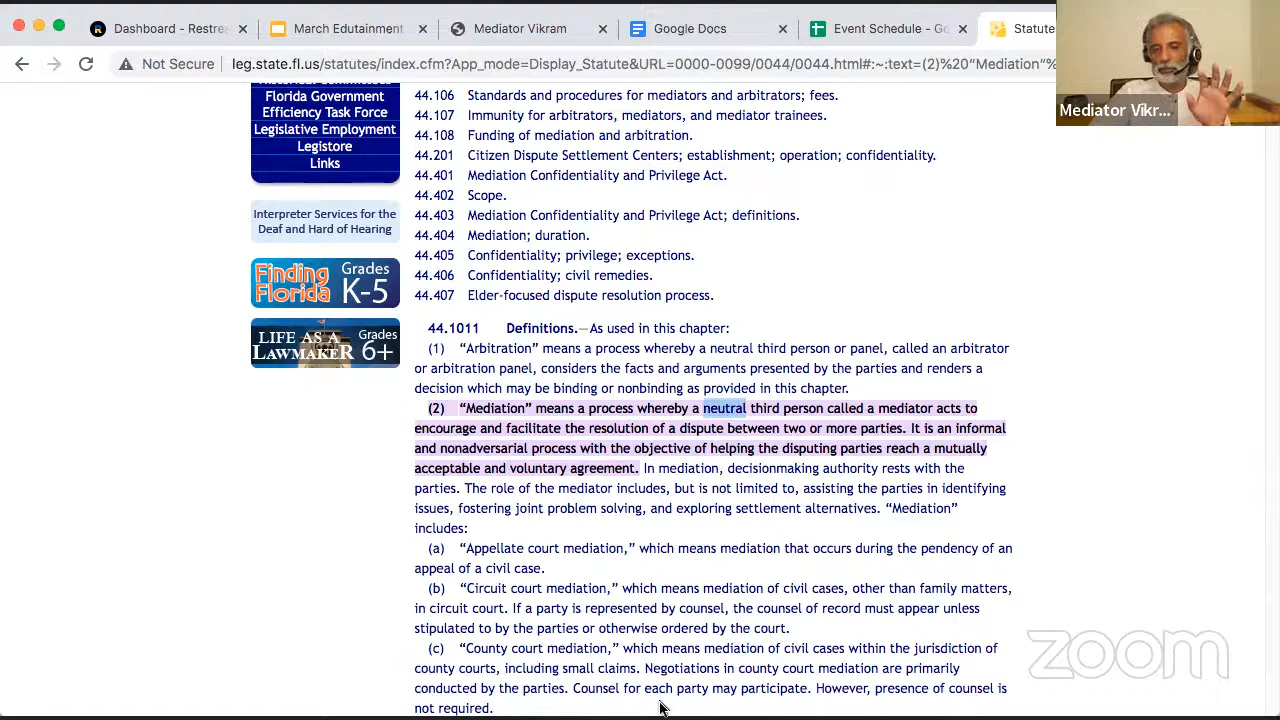 Dashboard - Restrea
March Edutainment
Mediator Vikram
Google Docs
Event Schedule - Go
Statute
Not Secure
leg.state.fl.us/statutes/index.cfm?App_mode=Display_Statute&URL=0000-0099/0044/0044.html#:~:text=(2)%20“Mediation”%
Mediator Vikr...
Florida Government
Efficiency Task Force
Legislative Employment
Legistore
Links
Interpreter Services for the
Deaf and Hard of Hearing
Finding
Florida
Grades
K-5
LIFE AS A
LAWMAKER
Grades
6+
44.106 Standards and procedures for mediators and arbitrators; fees.
44.107 Immunity for arbitrators, mediators, and mediator trainees.
44.108 Funding of mediation and arbitration.
44.201 Citizen Dispute Settlement Centers; establishment; operation; confidentiality.
44.401 Mediation Confidentiality and Privilege Act.
44.402 Scope.
44.403 Mediation Confidentiality and Privilege Act; definitions.
44.404 Mediation; duration.
44.405 Confidentiality; privilege; exceptions.
44.406 Confidentiality; civil remedies.
44.407 Elder-focused dispute resolution process.
44.1011 Definitions.—As used in this chapter:
(1) “Arbitration” means a process whereby a neutral third person or panel, called an arbitrator
or arbitration panel, considers the facts and arguments presented by the parties and renders a
decision which may be binding or nonbinding as provided in this chapter.
(2) “Mediation” means a process whereby a neutral third person called a mediator acts to
encourage and facilitate the resolution of a dispute between two or more parties. It is an informal
and nonadversarial process with the objective of helping the disputing parties reach a mutually
acceptable and voluntary agreement. In mediation, decisionmaking authority rests with the
parties. The role of the mediator includes, but is not limited to, assisting the parties in identifying
issues, fostering joint problem solving, and exploring settlement alternatives. “Mediation”
includes:
(a) “Appellate court mediation,” which means mediation that occurs during the pendency of an
appeal of a civil case.
(b) “Circuit court mediation,” which means mediation of civil cases, other than family matters,
in circuit court. If a party is represented by counsel, the counsel of record must appear unless
stipulated to by the parties or otherwise ordered by the court.
(c) “County court mediation,” which means mediation of civil cases within the jurisdiction of
county courts, including small claims. Negotiations in county court mediation are primarily
conducted by the parties. Counsel for each party may participate. However, presence of counsel is
not required.
zoom